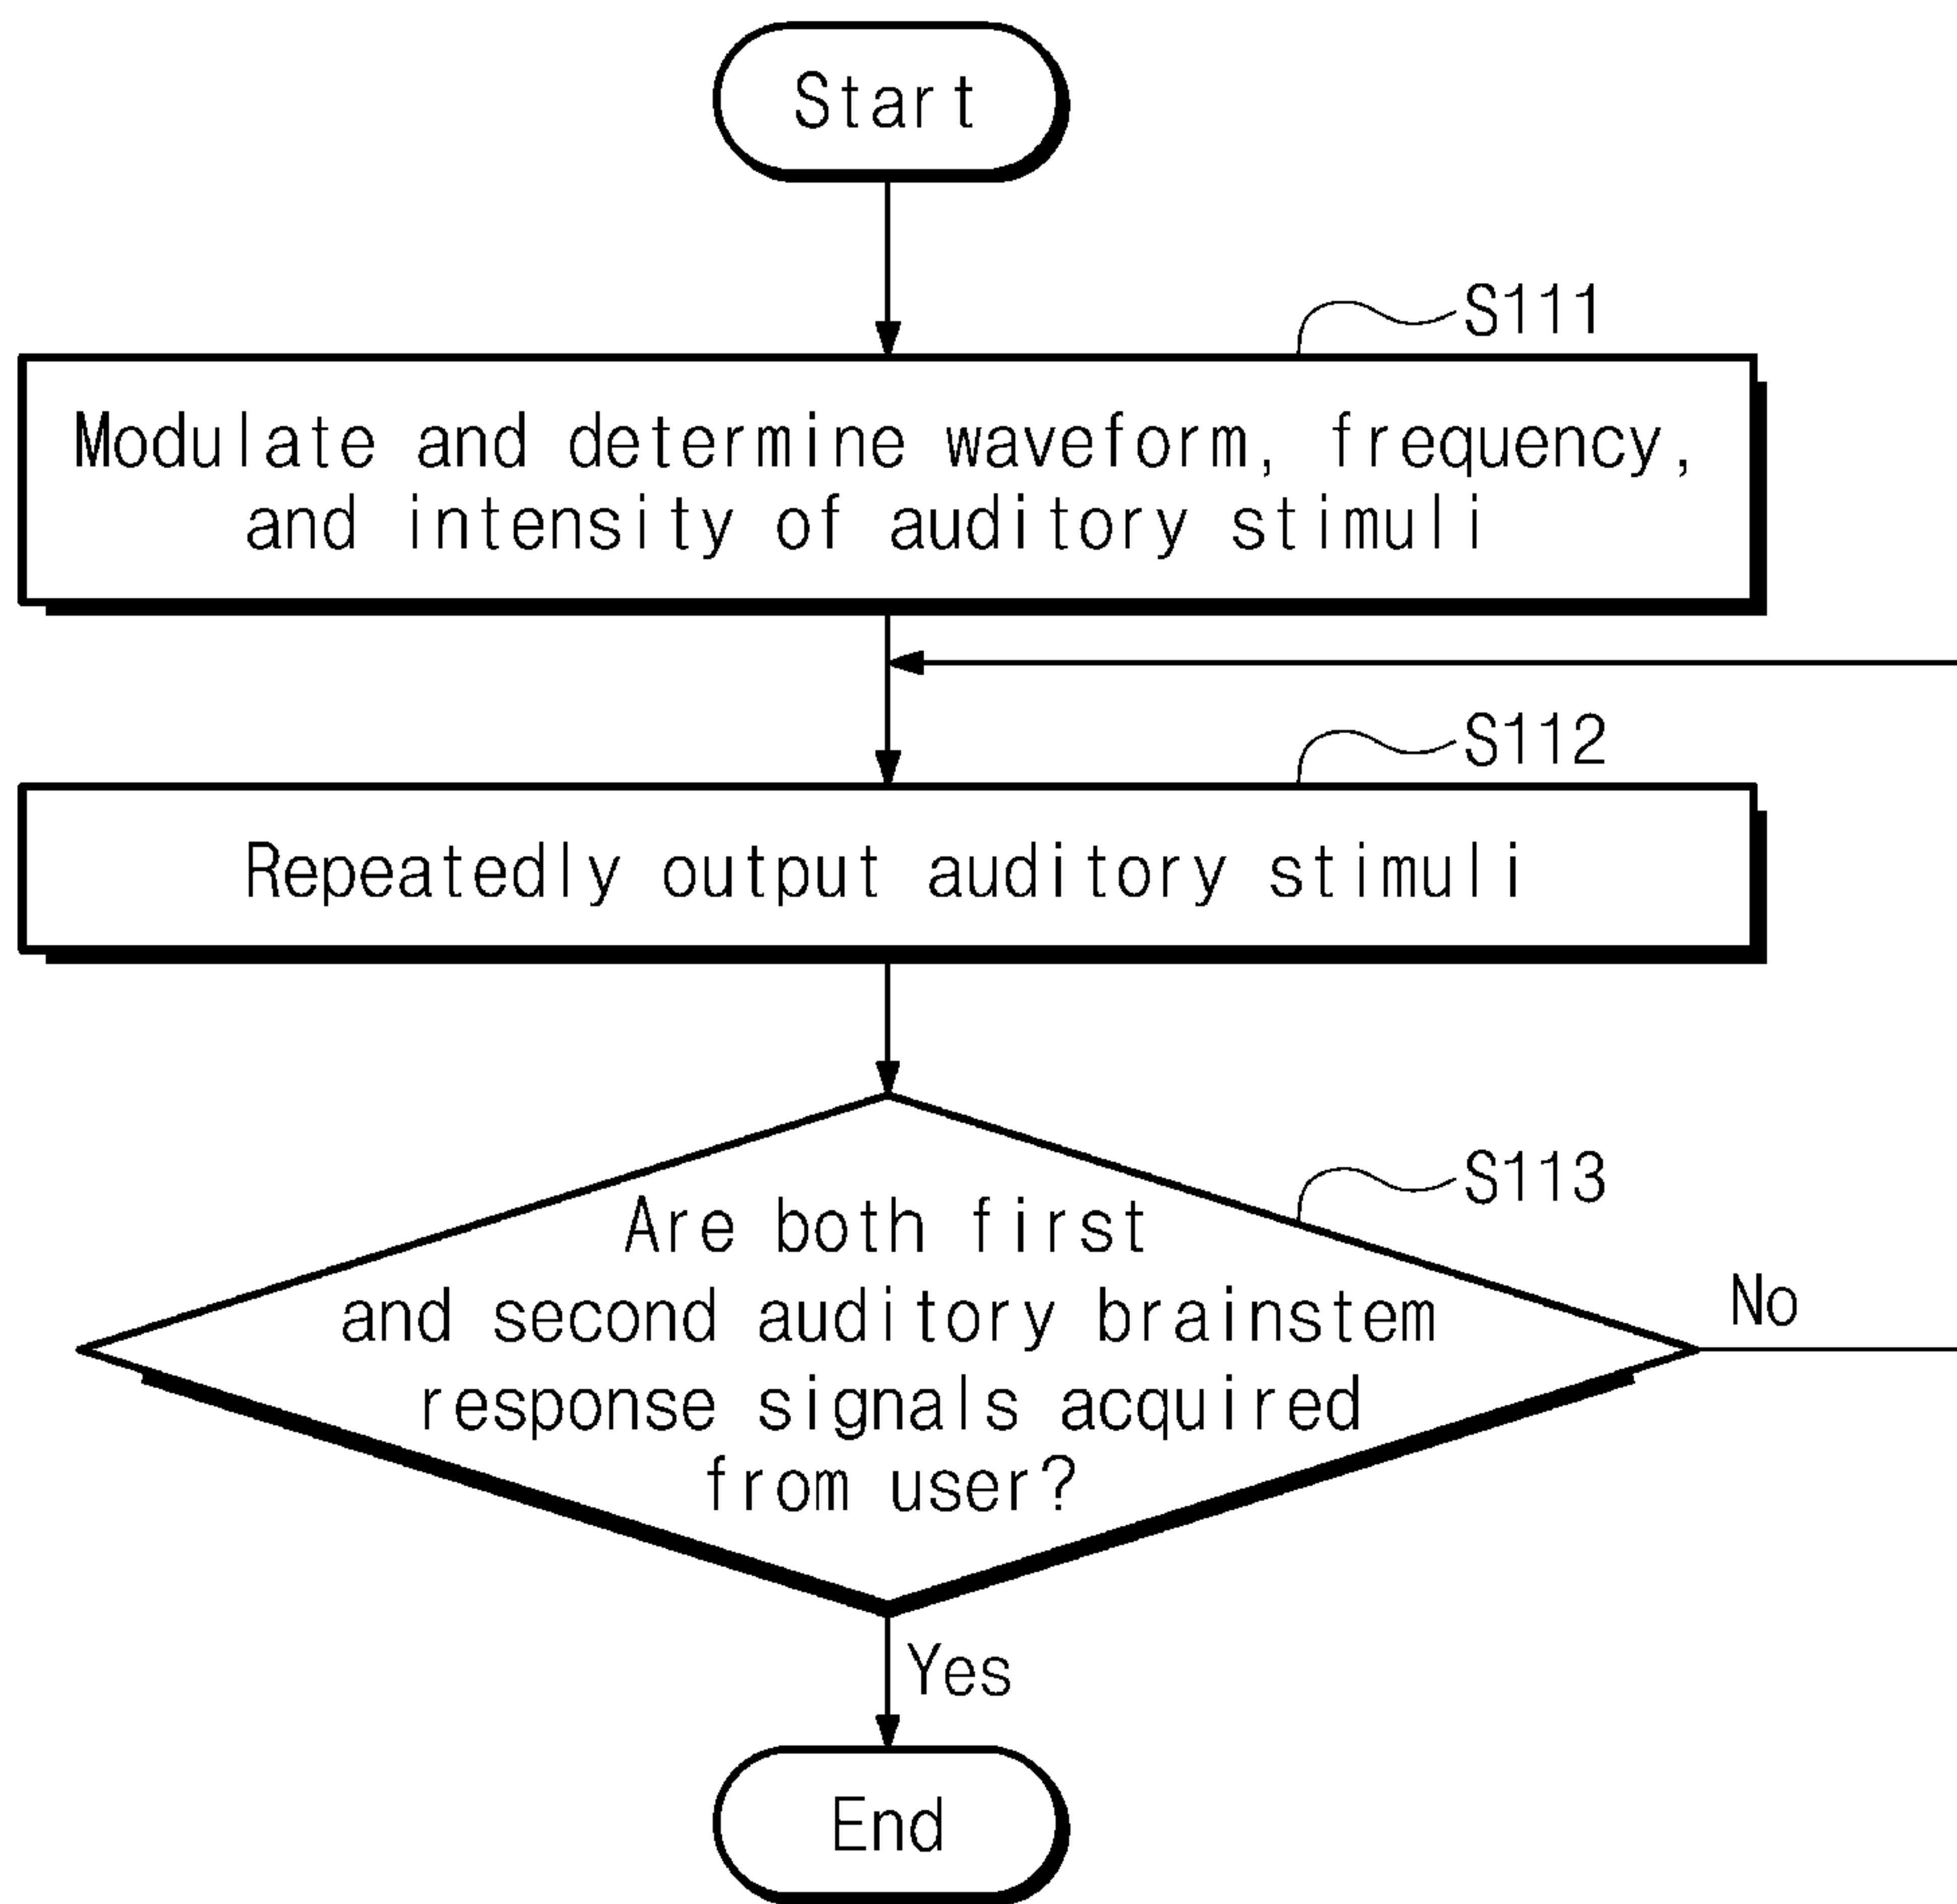 Start
S111
Modulate and determine waveform, frequency,
and intensity of auditory stimuli
S112
Repeatedly output auditory stimuli
S113
Are both first
and second auditory brainstem
response signals acquired
from user?
No
Yes
End